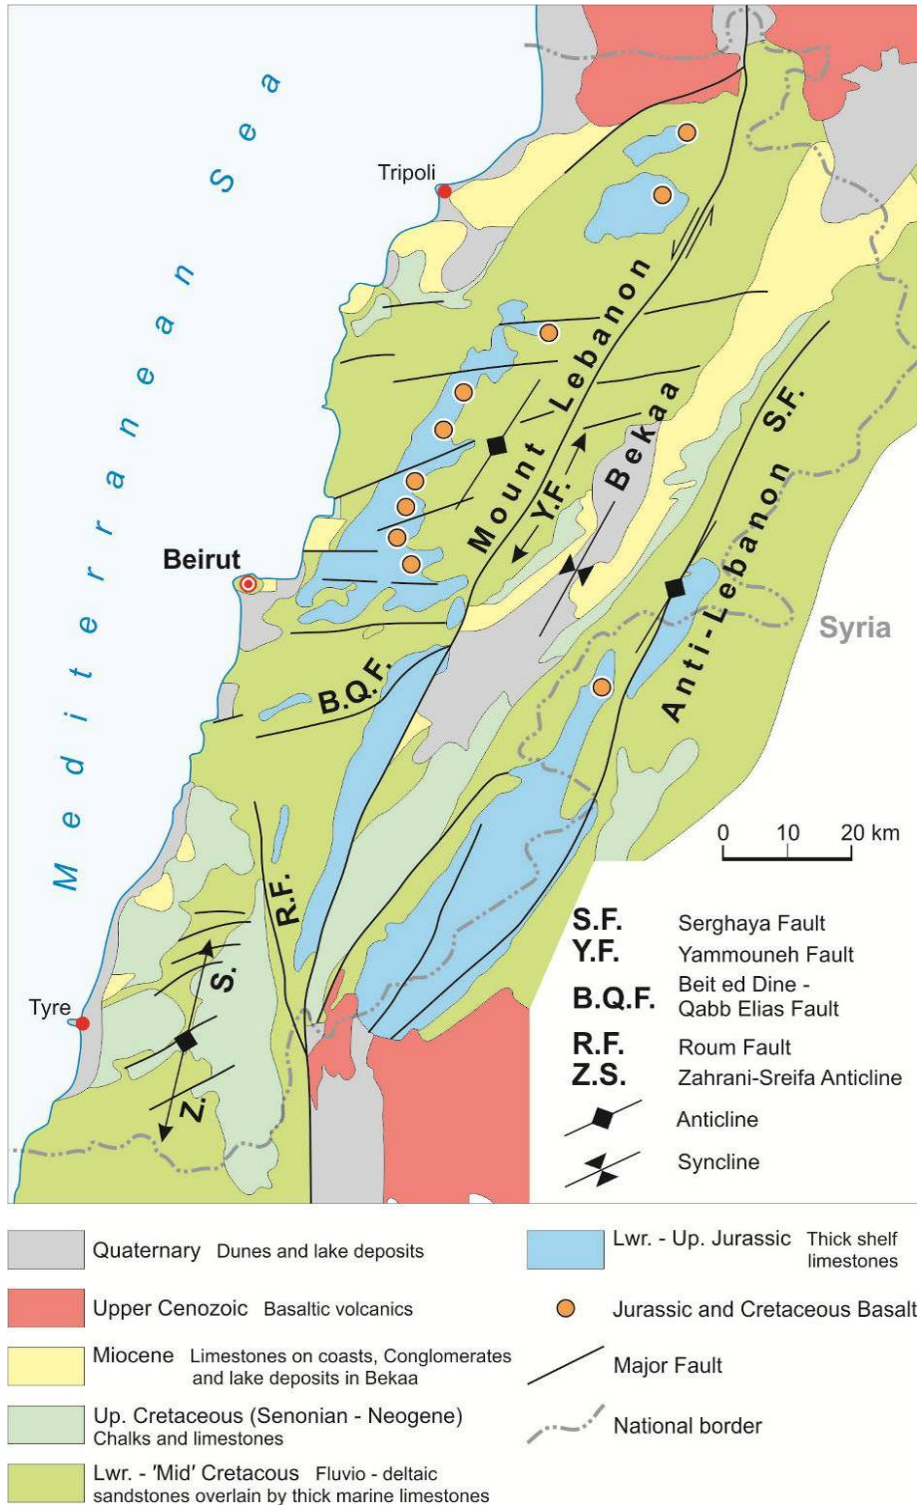 Mediterranean Sea
Tripoli
Mount Lebanon
Bekaa
Y.F.
S.F.
Anti-Lebanon
Beirut
Syria
B.Q.F.
R.F.
0 10 20 km
Tyre
S.
Z.
S.F. Serghaya Fault
Y.F. Yammouneh Fault
B.Q.F. Beit ed Dine -
Qabb Elias Fault
R.F. Roum Fault
Z.S. Zahrani-Sreifa Anticline
Anticline
Syncline
Quaternary Dunes and lake deposits
Upper Cenozoic Basaltic volcanics
Miocene Limestones on coasts, Conglomerates
and lake deposits in Bekaa
Up. Cretaceous (Senonian - Neogene)
Chalks and limestones
Lwr. - 'Mid' Cretacous Fluvio - deltaic
sandstones overlain by thick marine limestones
Lwr. - Up. Jurassic Thick shelf
limestones
Jurassic and Cretaceous Basalt
Major Fault
National border